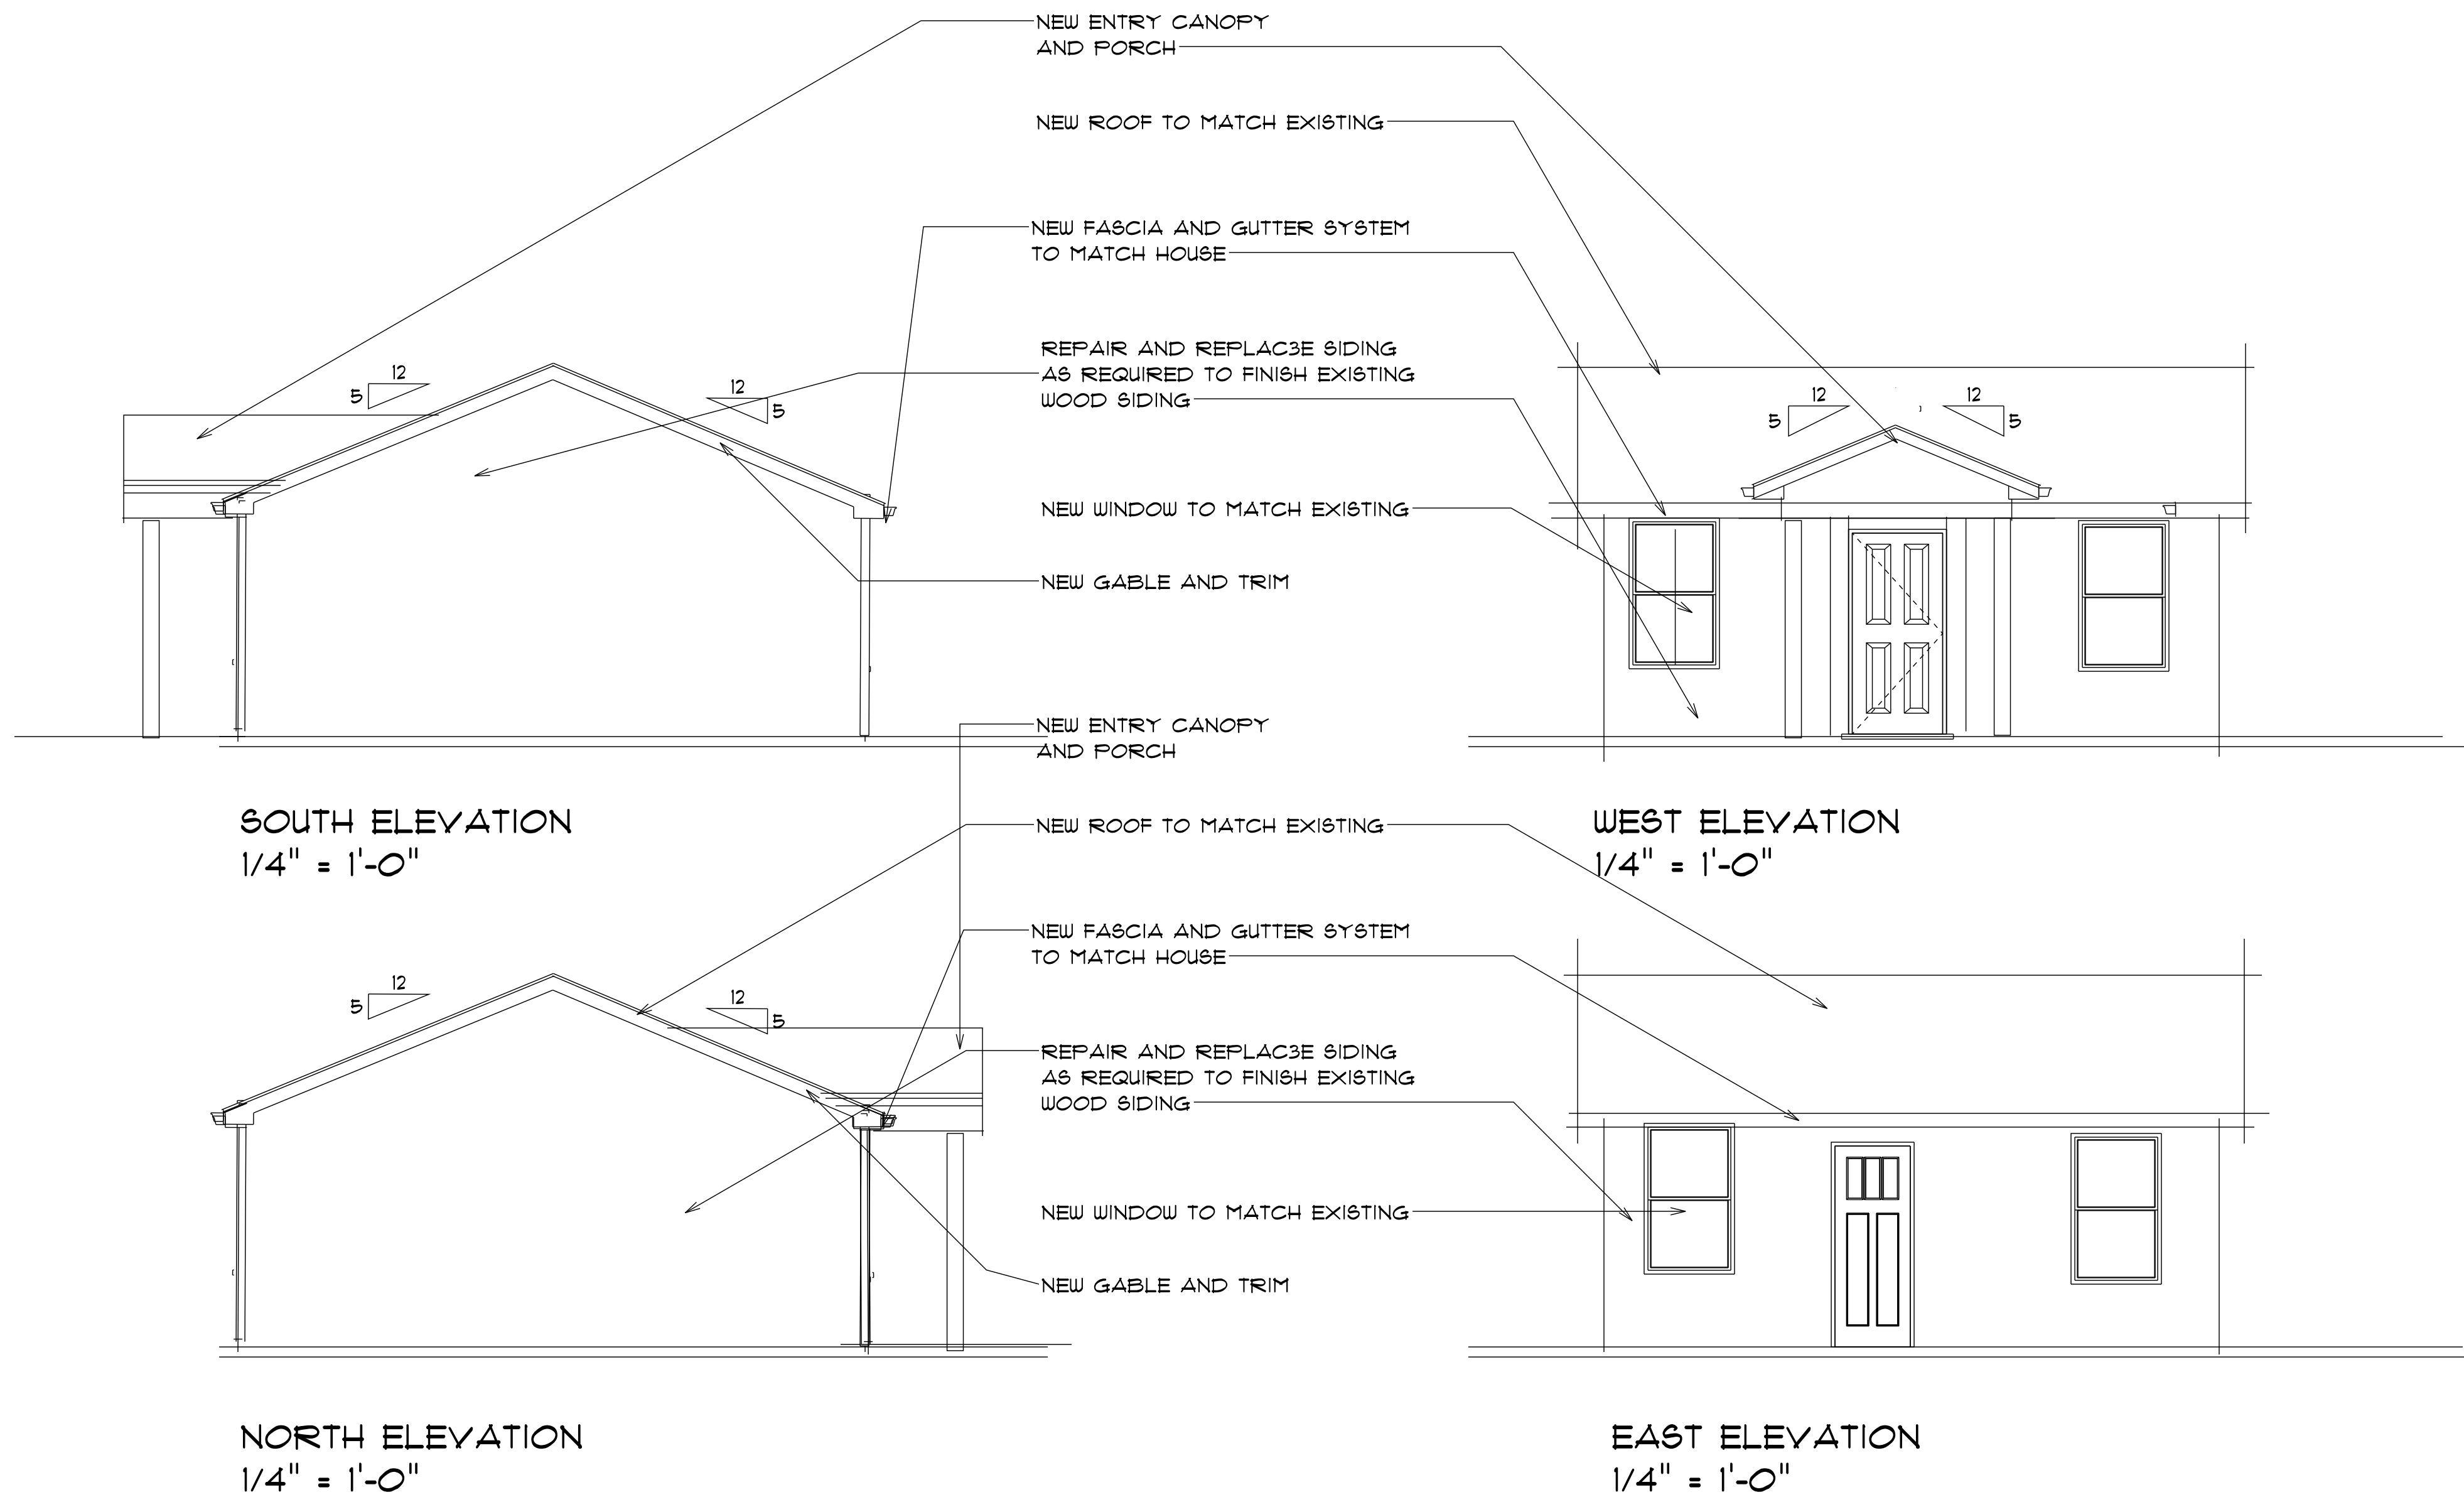 NEW ENTRY CANOPY
AND PORCH
NEW ROOF TO MATCH EXISTING
NEW FASCIA AND GUTTER SYSTEM
TO MATCH HOUSE
REPAIR AND REPLAC3E SIDING
AS REQUIRED TO FINISH EXISTING
WOOD SIDING
NEW WINDOW TO MATCH EXISTING
NEW GABLE AND TRIM
12
5
12
5
12
5
12
5
SOUTH ELEVATION
1/4" = 1'-0"
WEST ELEVATION
1/4" = 1'-0"
NEW ENTRY CANOPY
AND PORCH
NEW ROOF TO MATCH EXISTING
NEW FASCIA AND GUTTER SYSTEM
TO MATCH HOUSE
REPAIR AND REPLAC3E SIDING
AS REQUIRED TO FINISH EXISTING
WOOD SIDING
NEW WINDOW TO MATCH EXISTING
NEW GABLE AND TRIM
12
5
12
5
NORTH ELEVATION
1/4" = 1'-0"
EAST ELEVATION
1/4" = 1'-0"